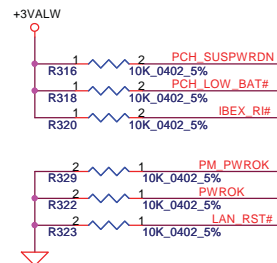 +3VALW
1 2 PCH_SUSPWRDN
R316 10K_0402_5%
1 2 PCH_LOW_BAT#
R318 10K_0402_5%
1 2 IBEX_RI#
R320 10K_0402_5%
2 1 PM_PWROK
R329 10K_0402_5%
2 1 PWROK
R322 10K_0402_5%
2 1 LAN_RST#
R323 10K_0402_5%